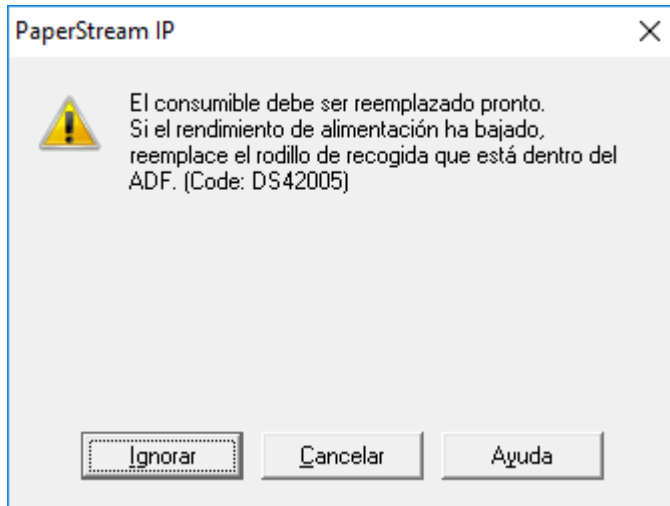 PaperStream IP
El consumible debe ser reemplazado pronto.
Si el rendimiento de alimentación ha bajado,
reemplace el rodillo de recogida que está dentro del
ADF. (Code: DS42005)
Ignorar
Cancelar
Ayuda